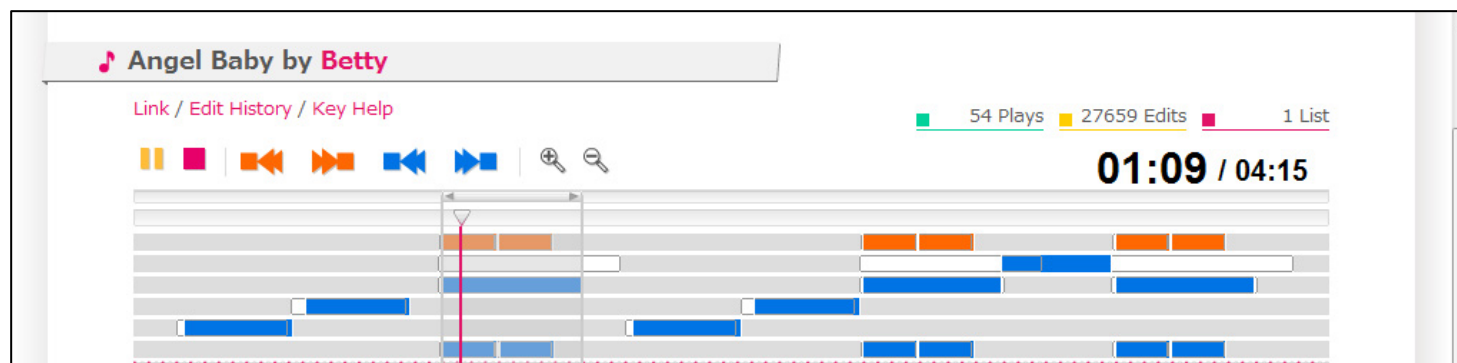 Angel Baby by Betty
Link / Edit History / Key Help
54 Plays 27659 Edits 1 List
01:09 / 04:15